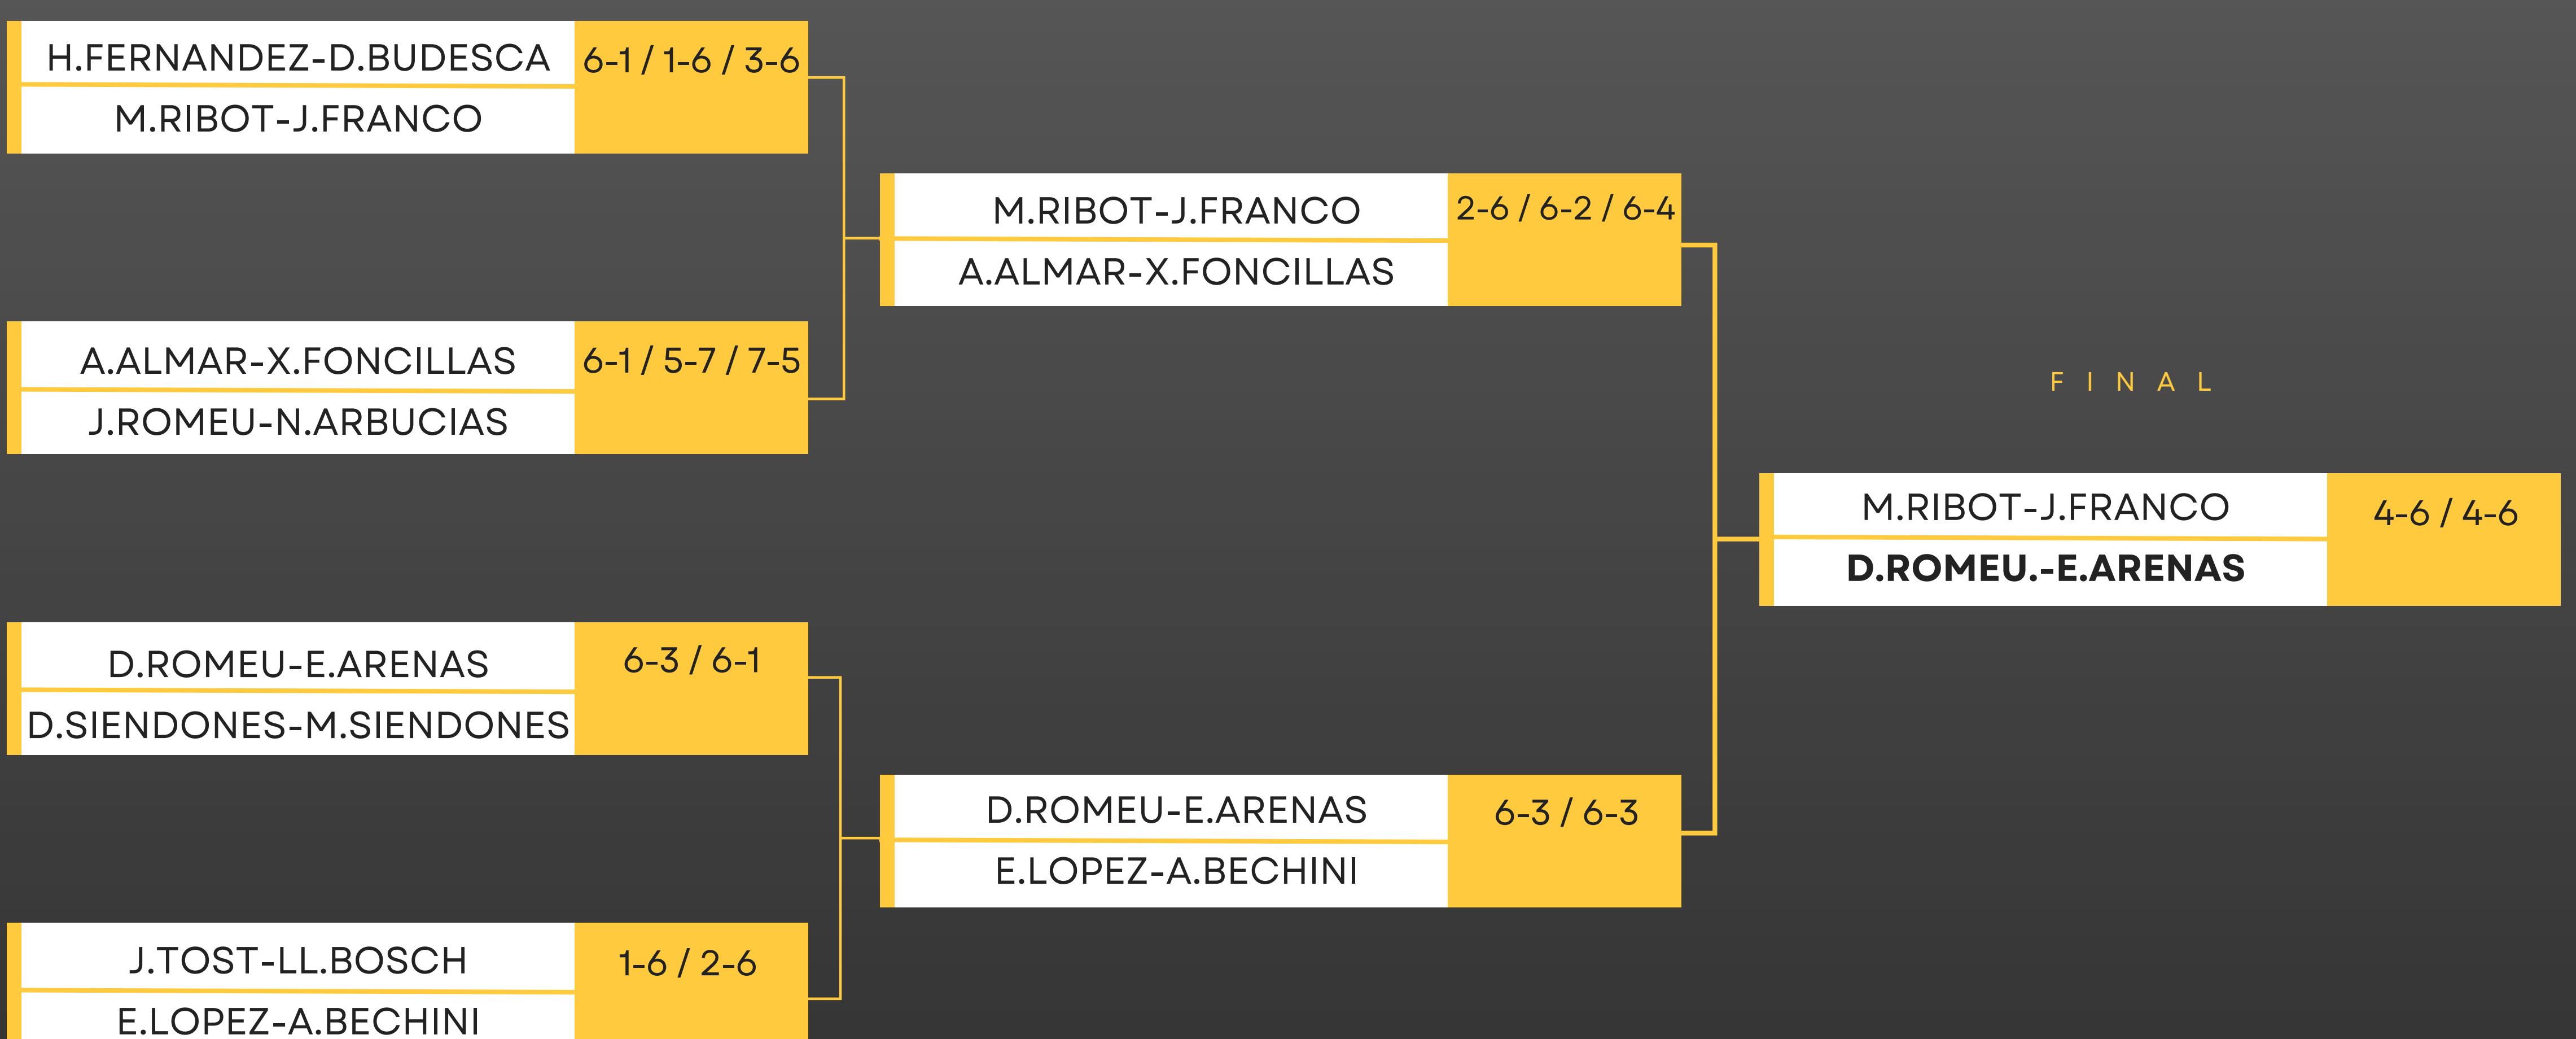 H.FERNANDEZ-D.BUDESCA 6-1 / 1-6 / 3-6
M.RIBOT-J.FRANCO
A.ALMAR-X.FONCILLAS 6-1 / 5-7 / 7-5
J.ROMEU-N.ARBUCIAS
D.ROMEU-E.ARENAS 6-3 / 6-1
D.SIENDONES-M.SIENDONES
J.TOST-LL.BOSCH 1-6 / 2-6
E.LOPEZ-A.BECHINI
M.RIBOT-J.FRANCO 2-6 / 6-2 / 6-4
A.ALMAR-X.FONCILLAS
D.ROMEU-E.ARENAS 6-3 / 6-3
E.LOPEZ-A.BECHINI
FINAL
M.RIBOT-J.FRANCO 4-6 / 4-6
D.ROMEU.-E.ARENAS